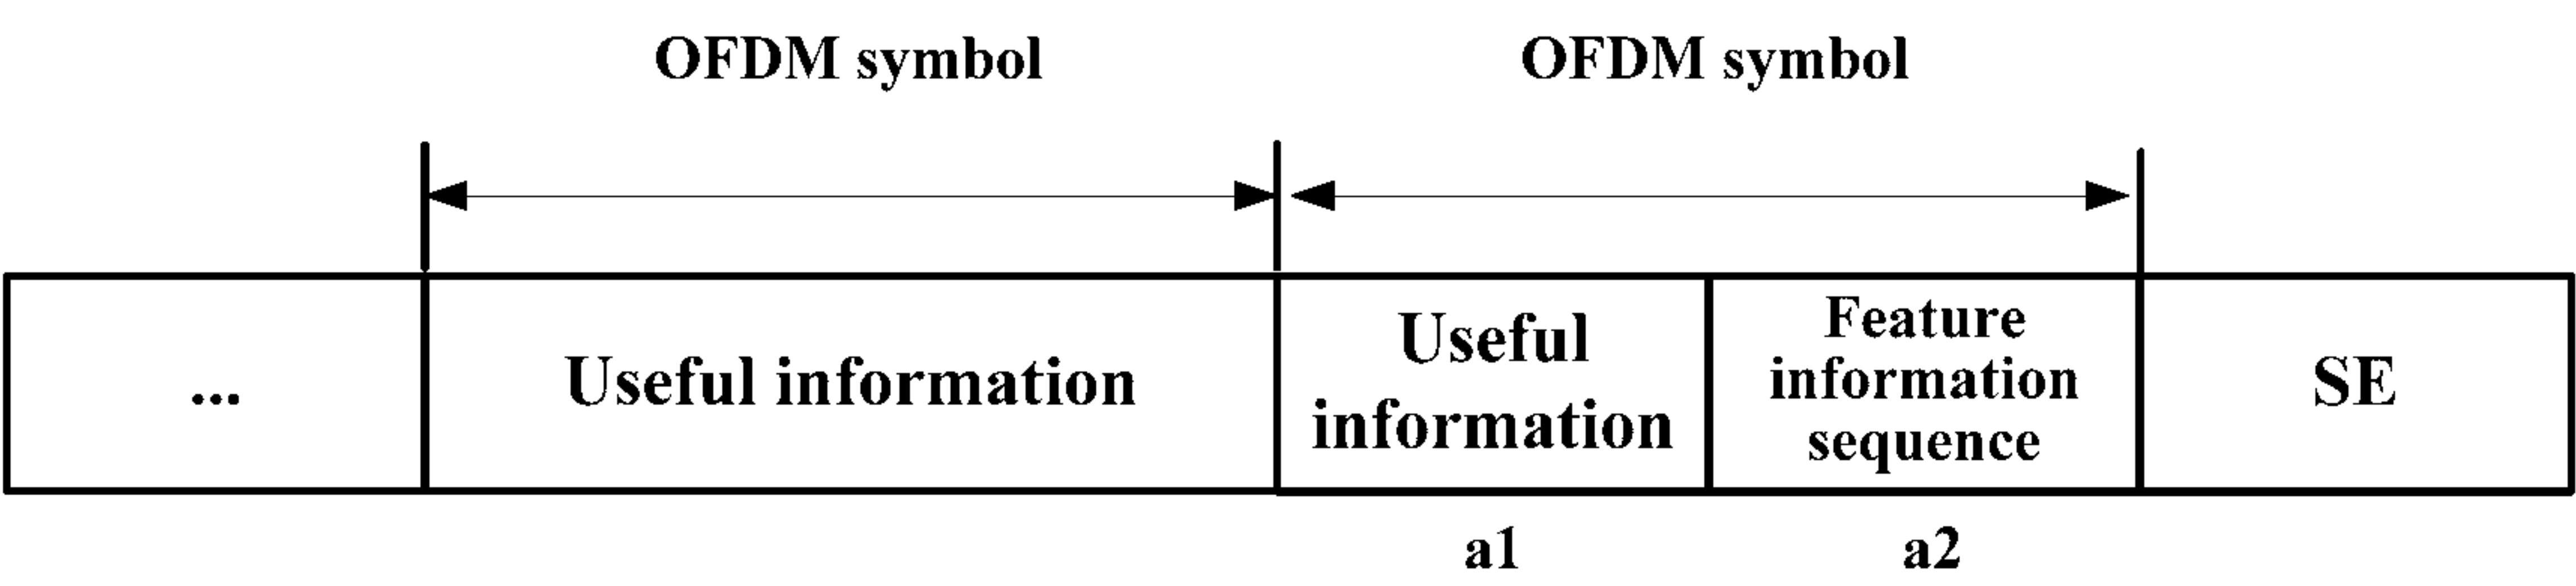 OFDM symbol
OFDM symbol
...
Useful information
Useful
information
Feature
information
sequence
SE
a1
a2